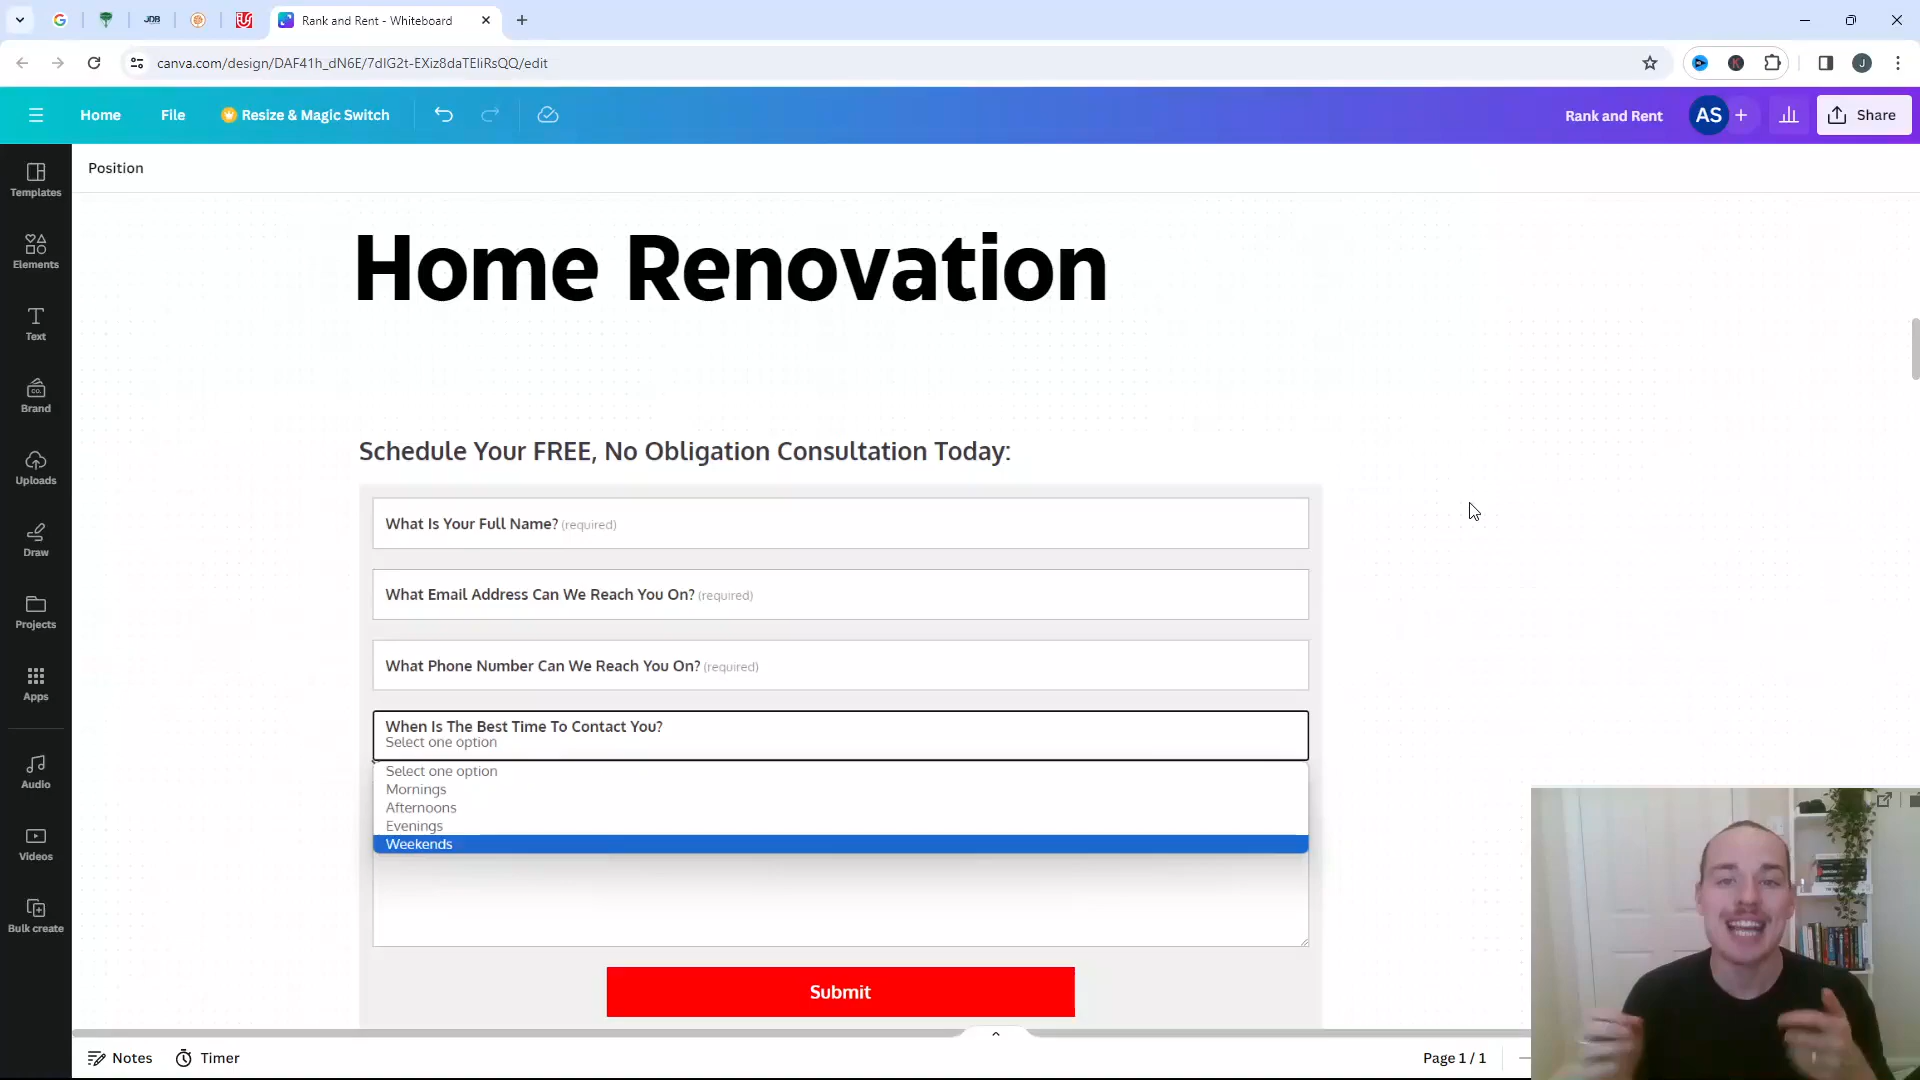 Rank and Rent - Whiteboard
canva.com/design/DAF41h_dN6E/7dlG2t-EXiz8daTEliRsQQ/edit
J
Home
File
Resize & Magic Switch
Rank and Rent
AS
Share
Position
Templates
Elements
Text
Brand
Uploads
Draw
Projects
Apps
Audio
Videos
Bulk create
Home Renovation
Schedule Your FREE, No Obligation Consultation Today:
What Is Your Full Name? (required)
What Email Address Can We Reach You On? (required)
What Phone Number Can We Reach You On? (required)
When Is The Best Time To Contact You?
Select one option
Select one option
Mornings
Afternoons
Evenings
Weekends
Submit
Notes
Timer
Page 1 / 1